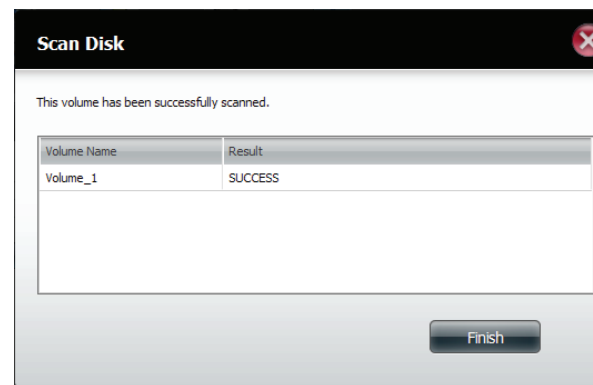 Scan Disk
This volume has been successfully scanned.
Volume Name Result
Volume_1 SUCCESS
Finish